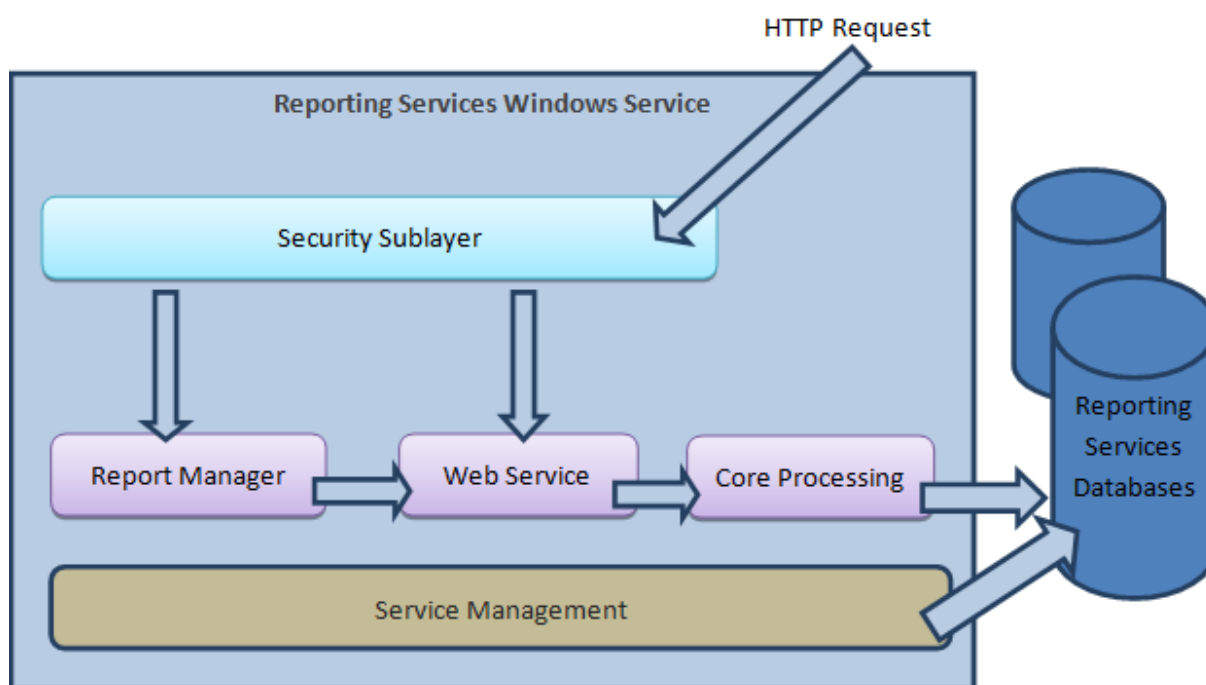 HTTP Request
Reporting Services Windows Service
Security Sublayer
Report Manager
Web Service
Core Processing
Reporting
Services
Databases
Service Management